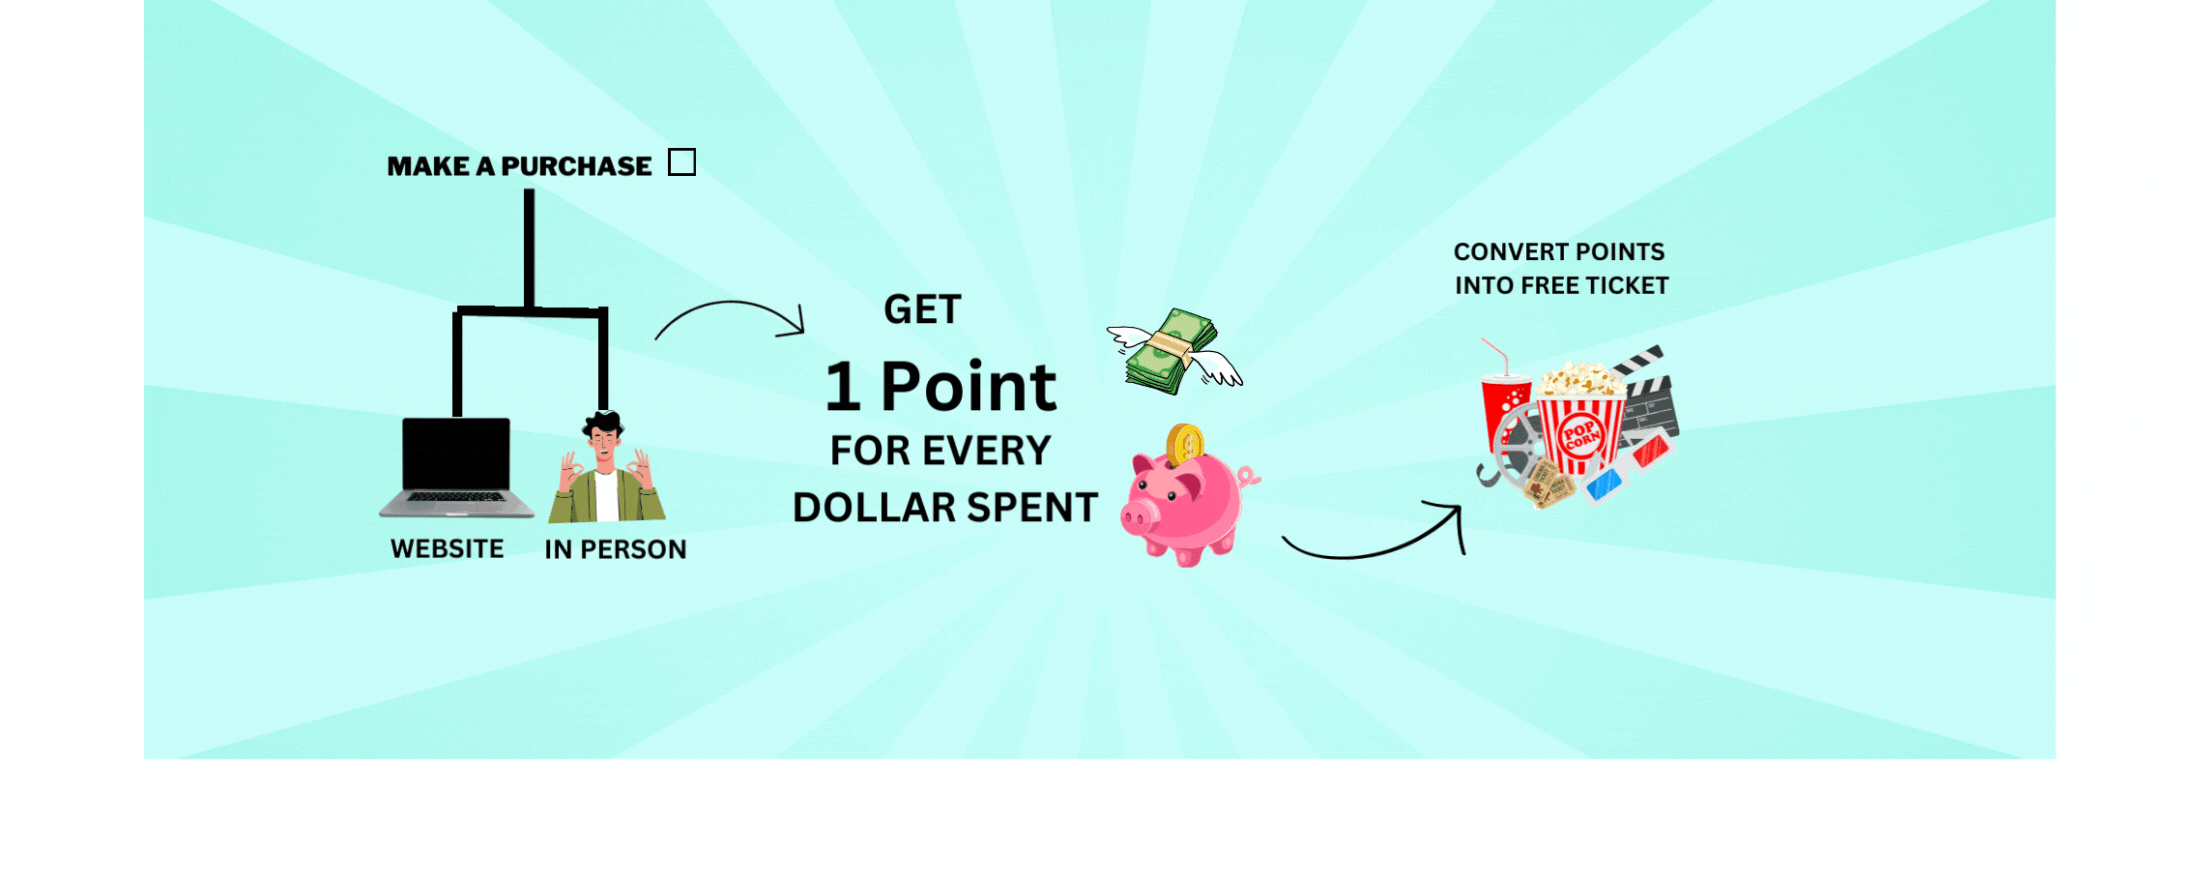 MAKE A PURCHASE
WEBSITE
IN PERSON
GET
1 Point
FOR EVERY
DOLLAR SPENT
CONVERT POINTS
INTO FREE TICKET
POP
CORN